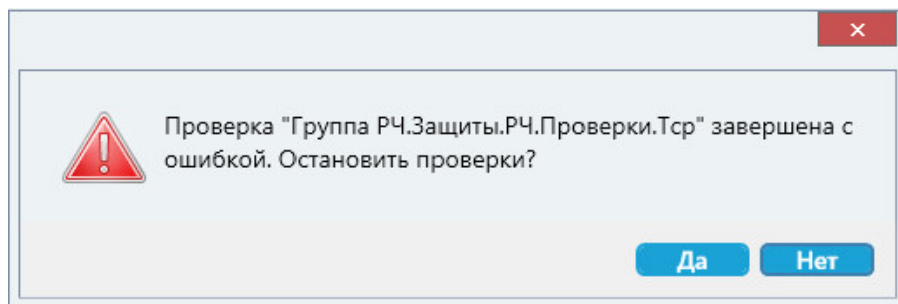 Проверка "Группа РЧ.Защиты.РЧ.Проверки.Тср" завершена с
ошибкой. Остановить проверки?
Да
Нет